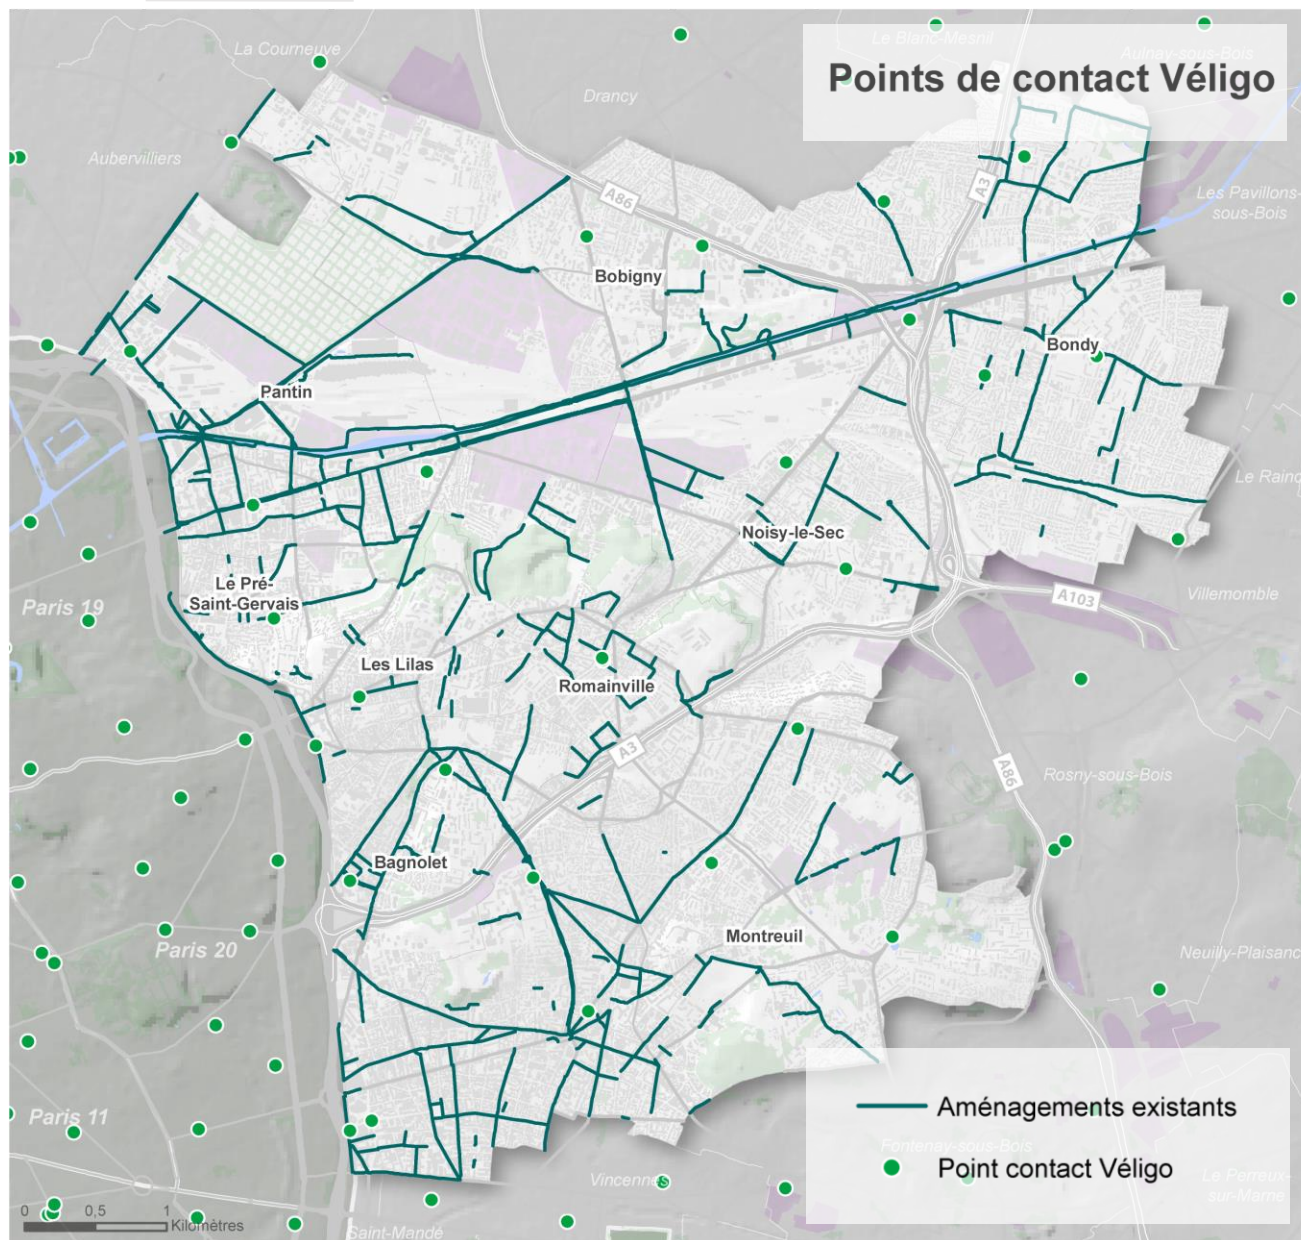 Points de contact Véligo
La Courneuve
Le Blanc-Mesnil
Aulnay-sous-Bois
Drancy
Aubervilliers
A86
A3
Les Pavillons-
sous-Bois
Bobigny
Bondy
Pantin
Le Rainc
Noisy-le-Sec
Le Pré-
Saint-Gervais
Paris 19
A103
Villemomble
Les Lilas
Romainville
A3
A86
Rosny-sous-Bois
Bagnolet
Paris 20
Montreuil
Neuilly-Plaisanc
Paris 11
Aménagements existants
Fontenay-sous-Bois
Point contact Véligo
Vincennes
Le Perreux-
sur-Marne
0 0,5 1
Kilomètres
Saint-Mandé